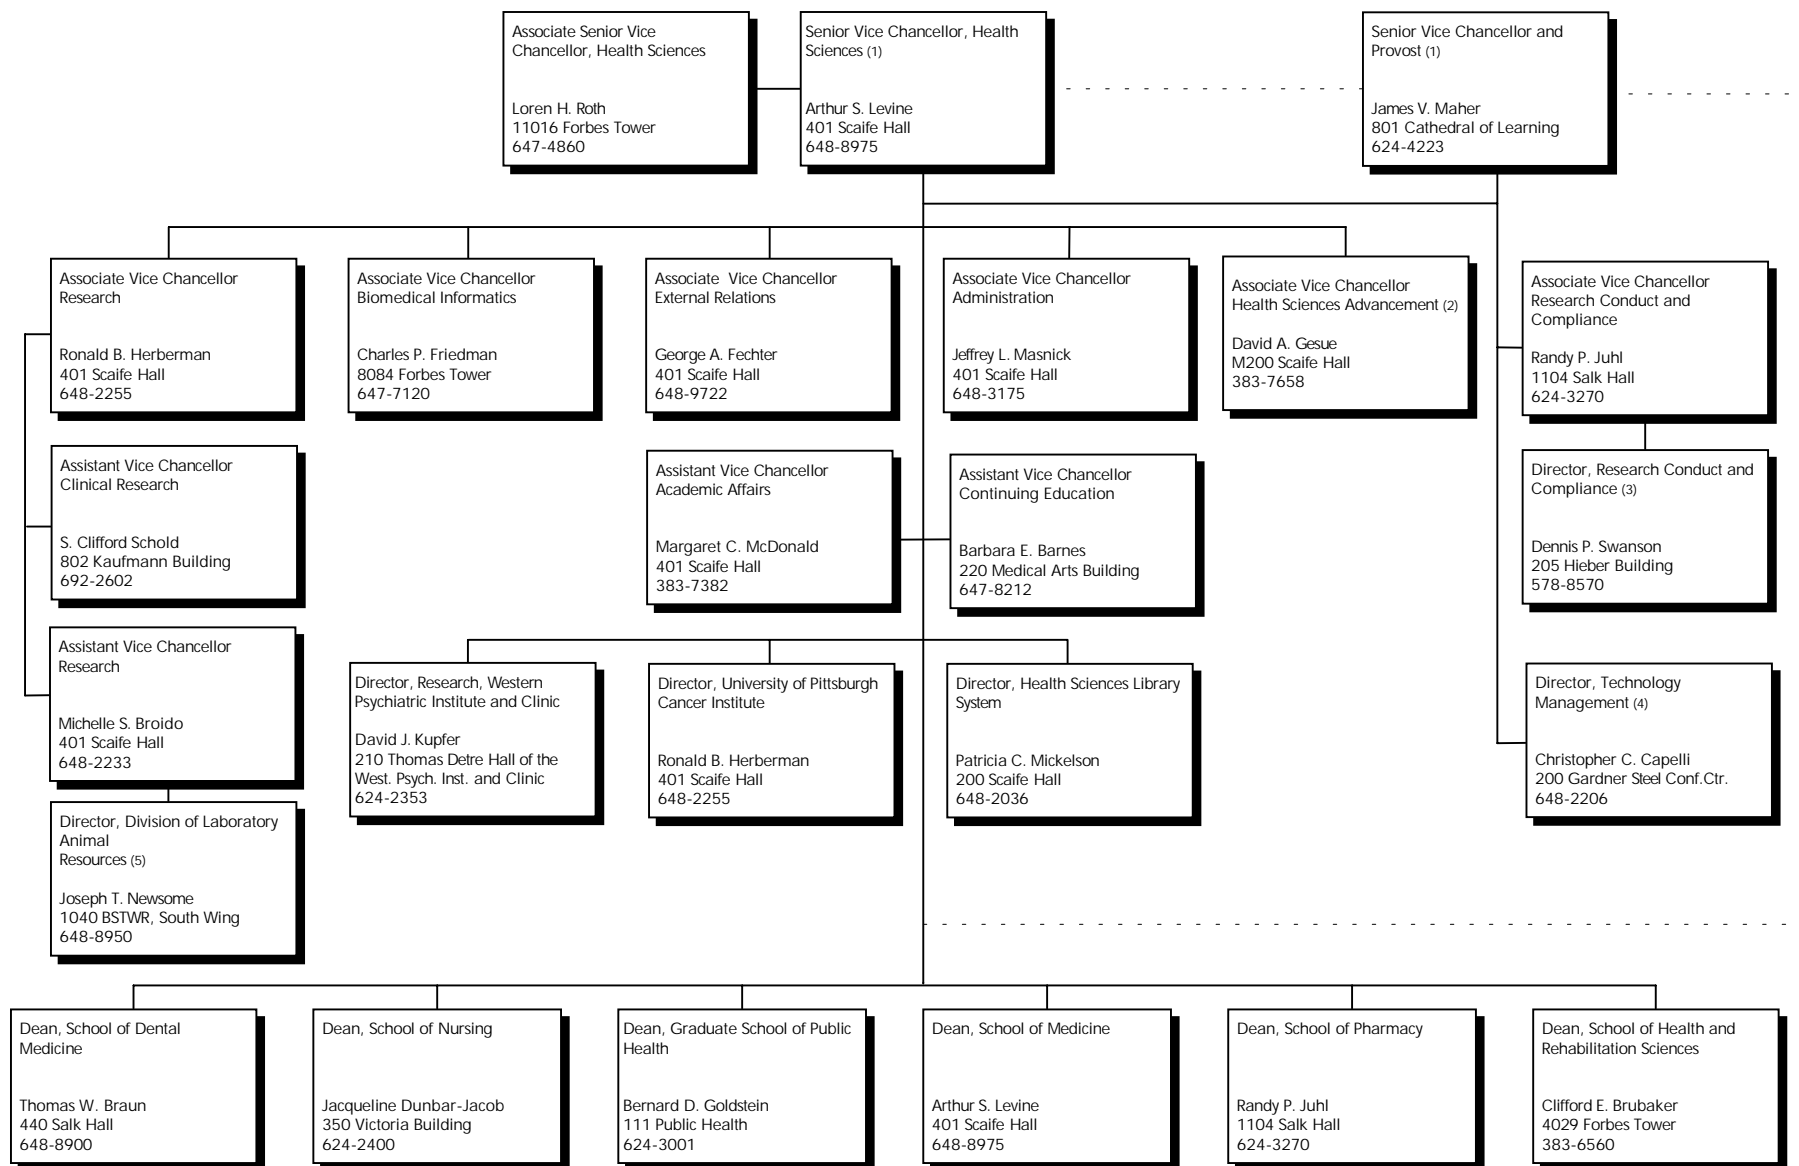 Associate Senior Vice
Chancellor, Health Sciences
Loren H. Roth
11016 Forbes Tower
647-4860
Senior Vice Chancellor, Health
Sciences (1)
Arthur S. Levine
401 Scaife Hall
648-8975
Senior Vice Chancellor and
Provost (1)
James V. Maher
801 Cathedral of Learning
624-4223
Associate Vice Chancellor
Research
Ronald B. Herberman
401 Scaife Hall
648-2255
Associate Vice Chancellor
Biomedical Informatics
Charles P. Friedman
8084 Forbes Tower
647-7120
Associate  Vice Chancellor
External Relations
George A. Fechter
401 Scaife Hall
648-9722
Associate Vice Chancellor
Administration
Jeffrey L. Masnick
401 Scaife Hall
648-3175
Associate Vice Chancellor
Health Sciences Advancement (2)
David A. Gesue
M200 Scaife Hall
383-7658
Associate Vice Chancellor
Research Conduct and
Compliance
Randy P. Juhl
1104 Salk Hall
624-3270
Assistant Vice Chancellor
Clinical Research
S. Clifford Schold
802 Kaufmann Building
692-2602
Assistant Vice Chancellor
Academic Affairs
Margaret C. McDonald
401 Scaife Hall
383-7382
Assistant Vice Chancellor
Continuing Education
Barbara E. Barnes
220 Medical Arts Building
647-8212
Director, Research Conduct and
Compliance (3)
Dennis P. Swanson
205 Hieber Building
578-8570
Assistant Vice Chancellor
Research
Michelle S. Broido
401 Scaife Hall
648-2233
Director, Research, Western
Psychiatric Institute and Clinic
David J. Kupfer
210 Thomas Detre Hall of the
West. Psych. Inst. and Clinic
624-2353
Director, University of Pittsburgh
Cancer Institute
Ronald B. Herberman
401 Scaife Hall
648-2255
Director, Health Sciences Library
System
Patricia C. Mickelson
200 Scaife Hall
648-2036
Director, Technology
Management (4)
Christopher C. Capelli
200 Gardner Steel Conf.Ctr.
648-2206
Director, Division of Laboratory
Animal
Resources (5)
Joseph T. Newsome
1040 BSTWR, South Wing
648-8950
Dean, School of Dental
Medicine
Thomas W. Braun
440 Salk Hall
648-8900
Dean, School of Nursing
Jacqueline Dunbar-Jacob
350 Victoria Building
624-2400
Dean, Graduate School of Public
Health
Bernard D. Goldstein
111 Public Health
624-3001
Dean, School of Medicine
Arthur S. Levine
401 Scaife Hall
648-8975
Dean, School of Pharmacy
Randy P. Juhl
1104 Salk Hall
624-3270
Dean, School of Health and
Rehabilitation Sciences
Clifford E. Brubaker
4029 Forbes Tower
383-6560